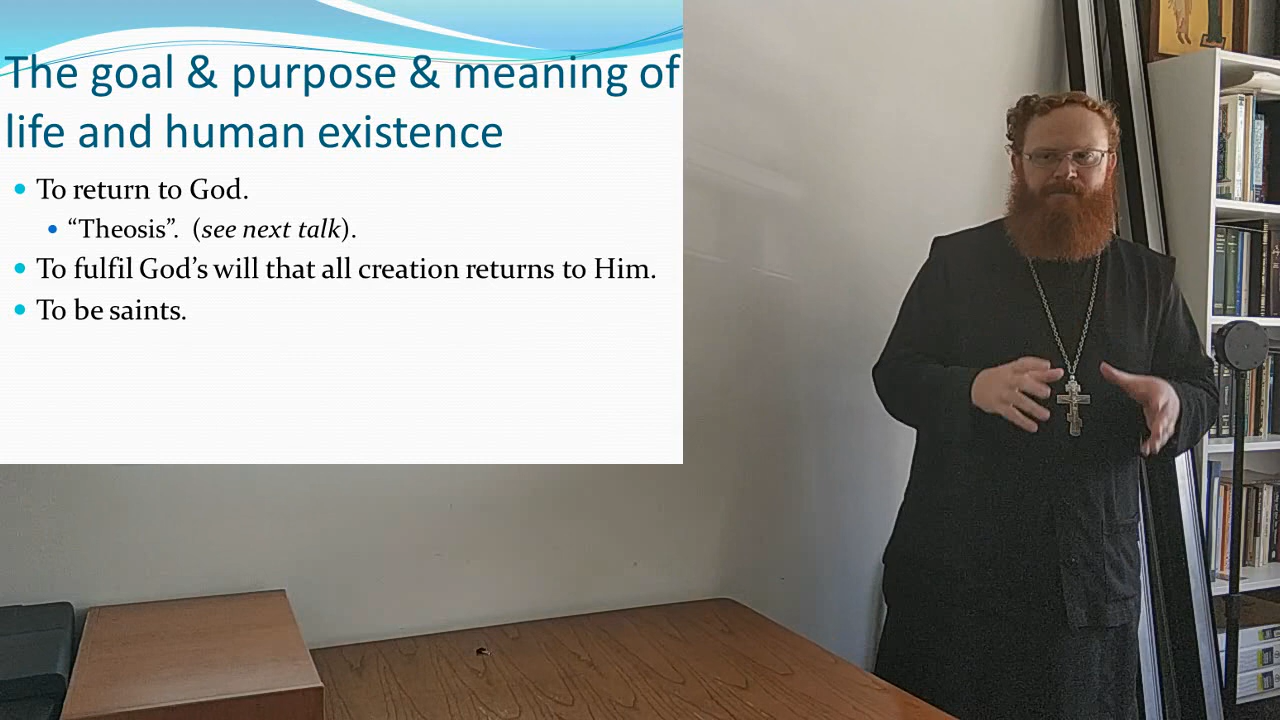 The goal & purpose & meaning of
life and human existence
To return to God.
“Theosis”. (see next talk).
To fulfil God’s will that all creation returns to Him.
To be saints.